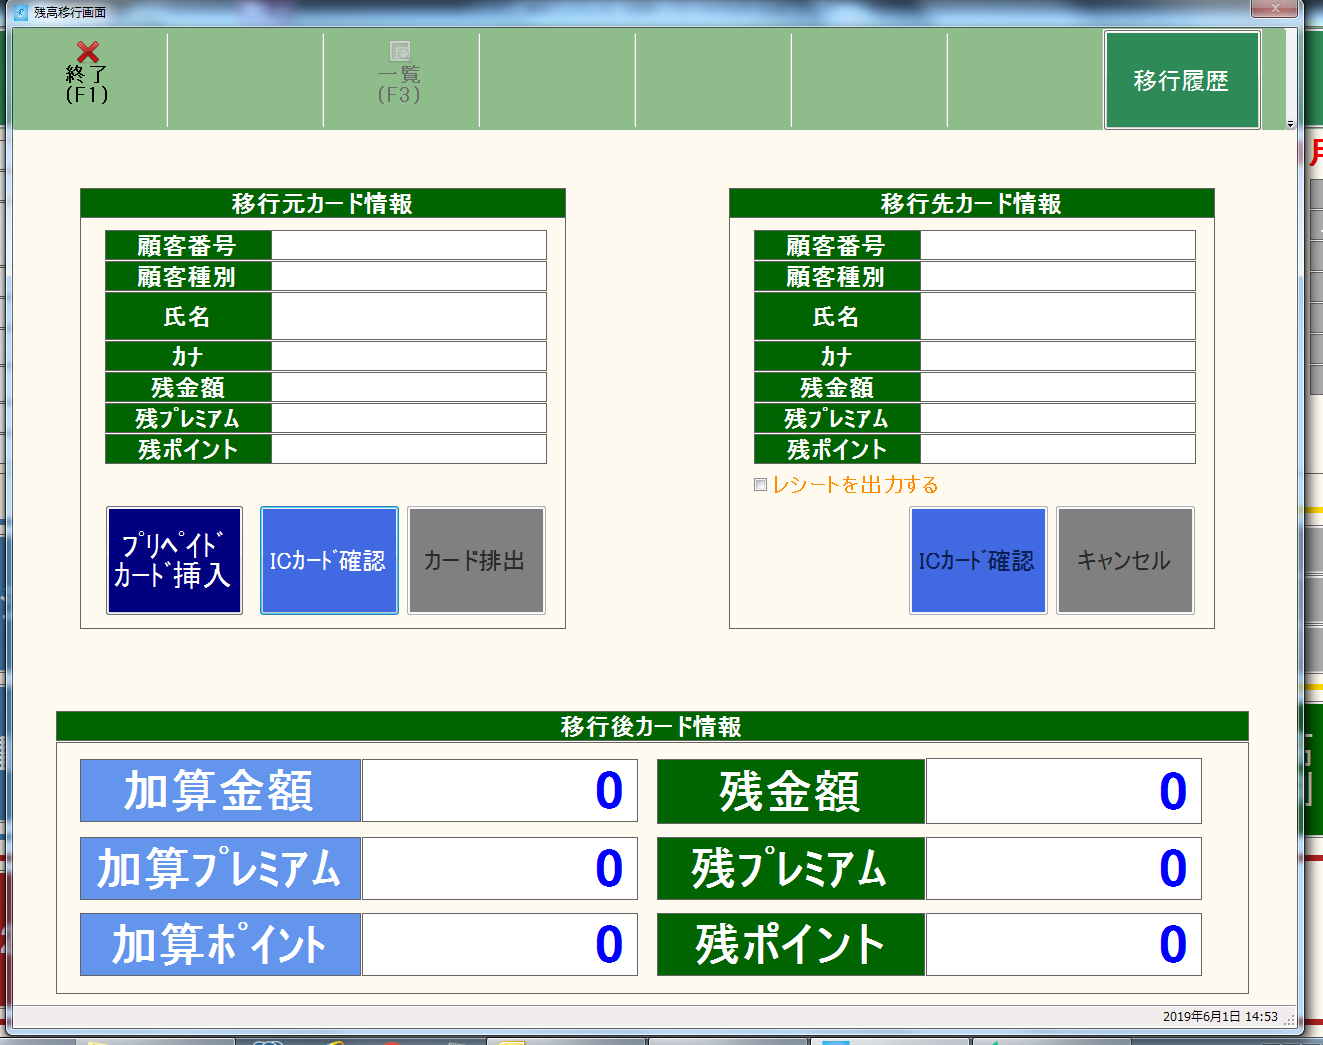 残高移行画面
終了
(F1)
一覧
(F3)
移行履歴
移行元カード情報
顧客番号
顧客種別
氏名
ｶﾅ
残金額
残ﾌﾟﾚﾐｱﾑ
残ポイント
ﾌﾟﾘﾍﾟｲﾄﾞ
ｶｰﾄﾞ挿入
ICｶｰﾄﾞ確認
カード排出
移行先カード情報
顧客番号
顧客種別
氏名
ｶﾅ
残金額
残ﾌﾟﾚﾐｱﾑ
残ポイント
レシートを出力する
ICｶｰﾄﾞ確認
キャンセル
移行後カード情報
加算金額 0 残金額 0
加算ﾌﾟﾚﾐｱﾑ 0 残ﾌﾟﾚﾐｱﾑ 0
加算ﾎﾟｲﾝﾄ 0 残ポイント 0
2019年6月1日 14:53